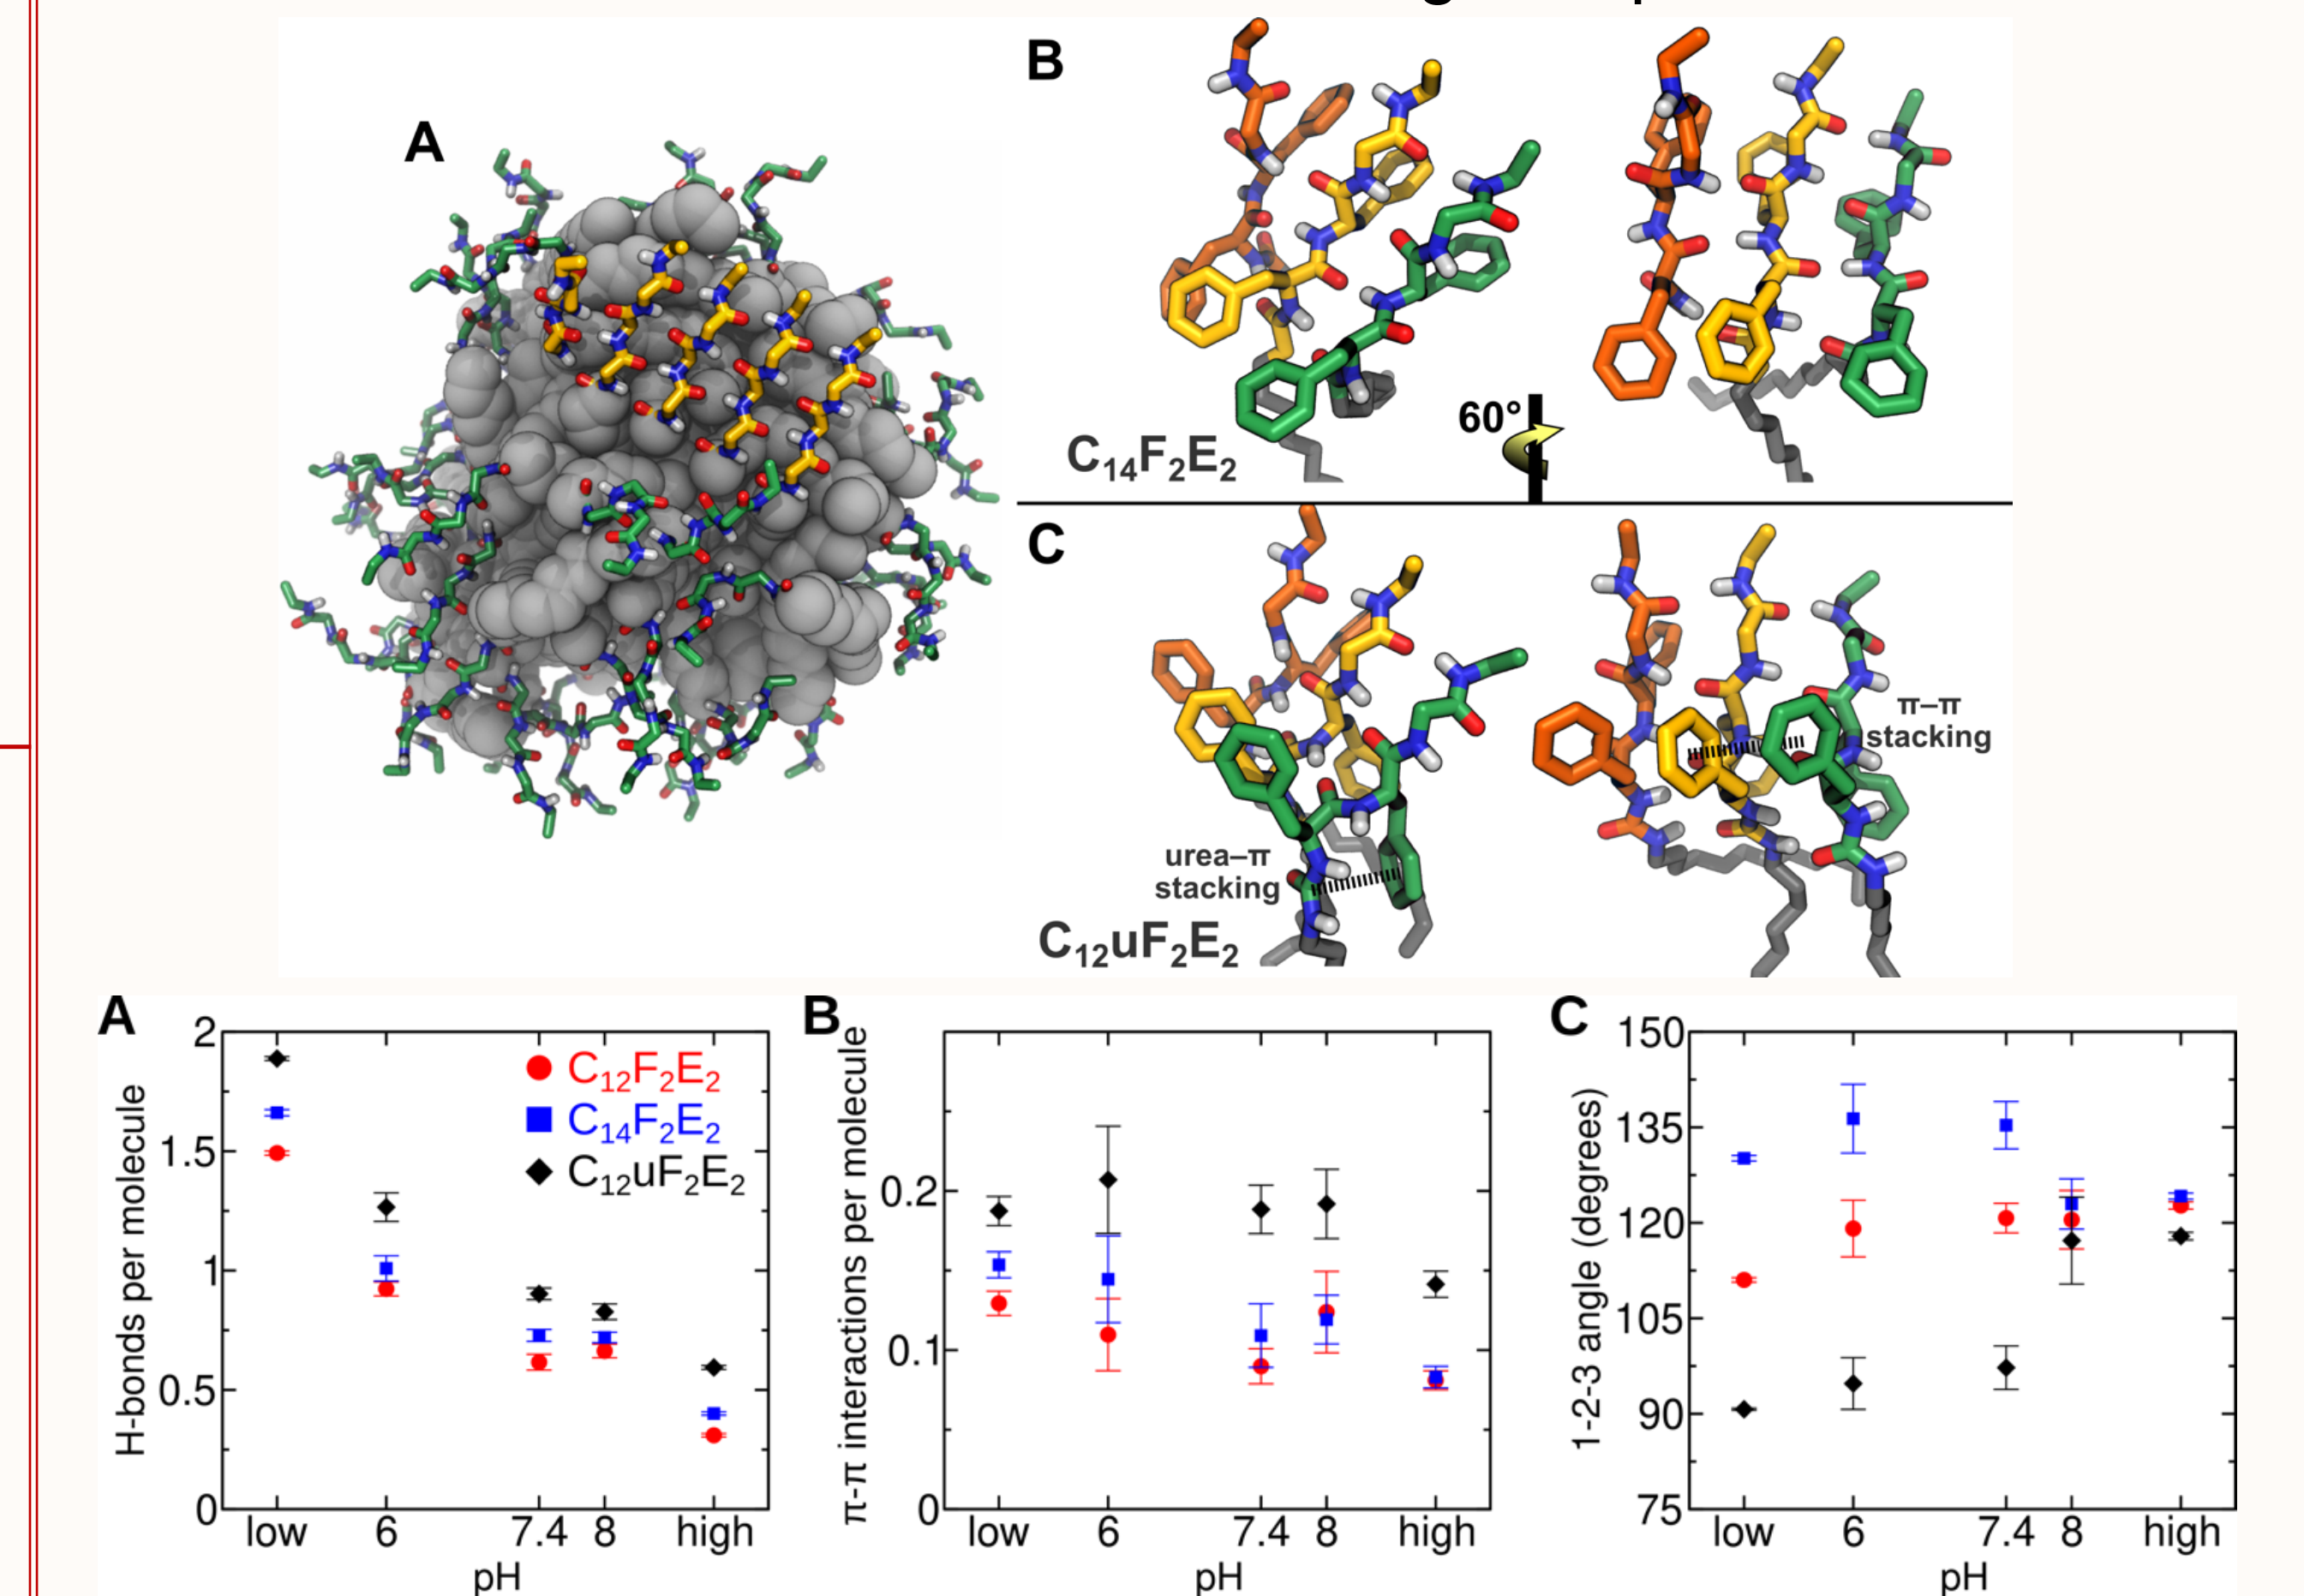 A
B
C₁₄F₂E₂
60°
C
π–π
stacking
urea–π
stacking
C₁₂uF₂E₂
A
H-bonds per molecule
2
1.5
1
0.5
0
C₁₂F₂E₂
C₁₄F₂E₂
C₁₂uF₂E₂
low 6 7.4 8 high
pH
B
π-π interactions per molecule
0.2
0.1
0
low 6 7.4 8 high
pH
C
1-2-3 angle (degrees)
150
135
120
105
90
75
low 6 7.4 8 high
pH